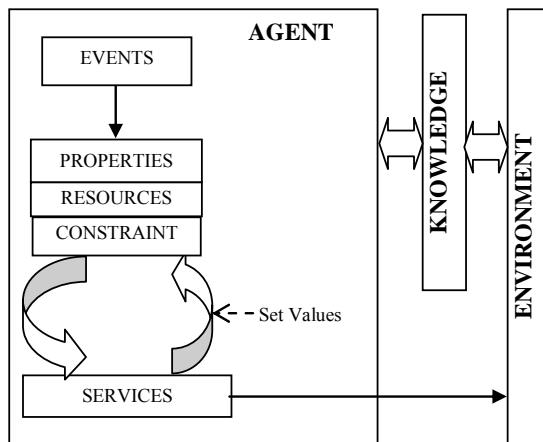 AGENT
EVENTS
PROPERTIES
RESOURCES
CONSTRAINT
Set Values
SERVICES
KNOWLEDGE
ENVIRONMENT